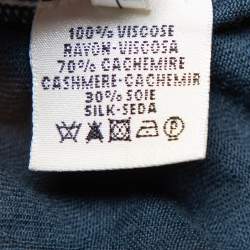 100% VISCOSE
RAYON-VISCOSA
70% CACHEMIRE
CASHMERE-CACHEMIR
30% SOIE
SILK-SEDA
P